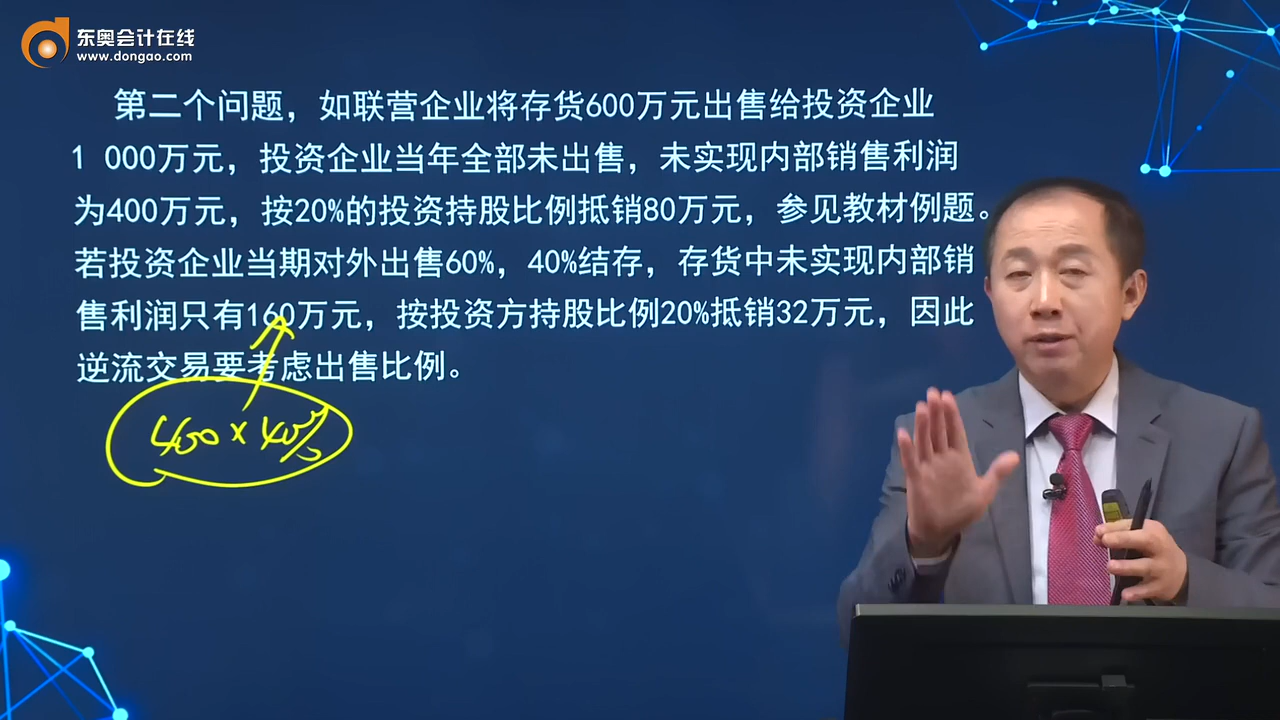 东奥会计在线
www.dongao.com
第二个问题，如联营企业将存货600万元出售给投资企业
1 000万元，投资企业当年全部未出售，未实现内部销售利润
为400万元，按20%的投资持股比例抵销80万元，参见教材例题。
若投资企业当期对外出售60%，40%结存，存货中未实现内部销
售利润只有160万元，按投资方持股比例20%抵销32万元，因此
逆流交易要考虑出售比例。
400×40%